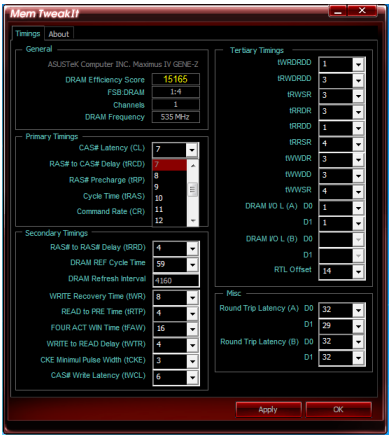 Mem TweakIt
Timings About
General
ASUSTeK Computer INC. Maximus IV GENE-Z
DRAM Efficiency Score 15165
FSB:DRAM 1:4
Channels 1
DRAM Frequency 535 MHz
Primary Timings
CAS# Latency (CL) 7
RAS# to CAS# Delay (tRCD) 7
8
RAS# Precharge (tRP) 9
Cycle Time (tRAS) 10
11
Command Rate (CR) 12
Secondary Timings
RAS# to RAS# Delay (tRRD) 4
DRAM REF Cycle Time 59
DRAM Refresh Interval 4160
WRITE Recovery Time (tWR) 8
READ to PRE Time (tRTP) 4
FOUR ACT WIN Time (tFAW) 16
WRITE to READ Delay (tWTR) 4
CKE Minimul Pulse Width (tCKE) 3
CAS# Write Latency (tWCL) 6
Tertiary Timings
tWRDRDD 1
tRWDRDD 3
tRWSR 4
tRRDR 3
tRRDD 1
tRRSR 4
tWWDR 3
tWWDD 3
tWWSR 4
DRAM I/O L (A) D0 1
D1 1
DRAM I/O L (B) D0
D1
RTL Offset 14
Misc
Round Trip Latency (A) D0 32
D1 29
Round Trip Latency (B) D0 32
D1 32
Apply OK